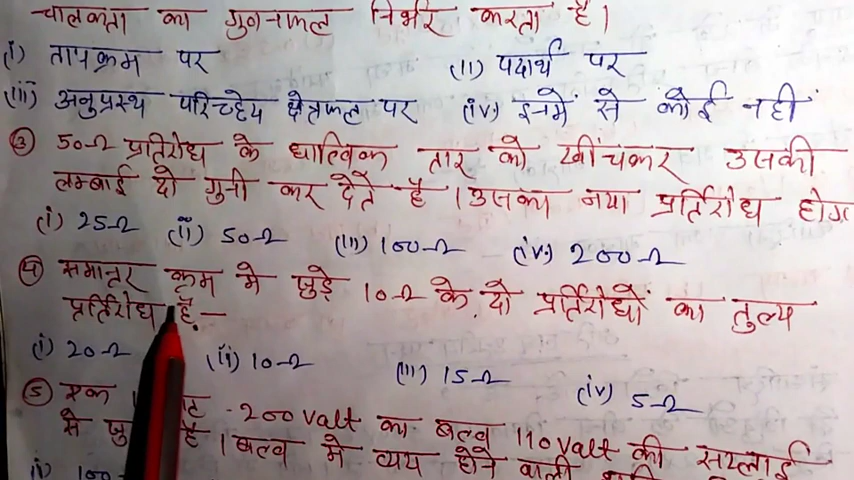 चालकता का गुणनफल निर्भर करता है।
(i) तापक्रम पर (ii) पदार्थ पर
(iii) अनुप्रस्थ परिच्छेद क्षेत्रफल पर (iv) इनमें से कोई नहीं
③ 50Ω प्रतिरोध के धात्विक तार को खींचकर उसकी
लम्बाई दो गुनी कर देते है। उसका नया प्रतिरोध होगा
(i) 25Ω (ii) 50Ω (iii) 100Ω (iv) 200Ω
④ समान्तर क्रम मे जुड़े 10Ω के दो प्रतिरोधों का तुल्य
प्रतिरोध है।—
(i) 20Ω (ii) 10Ω (iii) 15Ω (iv) 5Ω
⑤ एक -200 Valt का बल्व 110 Valt की सप्लाई
मे है। बल्व मे व्यय होने वाली
(i)